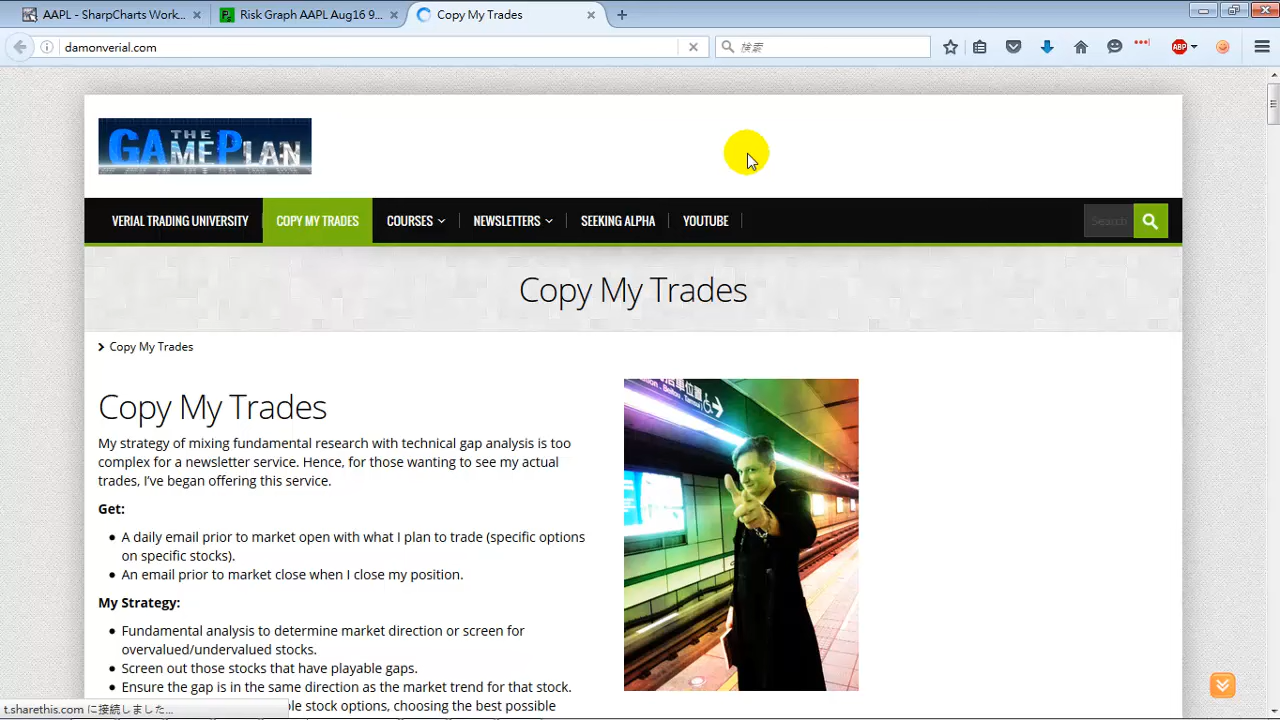 AAPL - SharpCharts Work...
Risk Graph AAPL Aug16 9...
Copy My Trades
damonverial.com
検索
ABP
THE
GAMEPLAN
VERIAL TRADING UNIVERSITY
COPY MY TRADES
COURSES
NEWSLETTERS
SEEKING ALPHA
YOUTUBE
Search
Copy My Trades
Copy My Trades
Copy My Trades
My strategy of mixing fundamental research with technical gap analysis is too
complex for a newsletter service. Hence, for those wanting to see my actual
trades, I've began offering this service.
Get:
A daily email prior to market open with what I plan to trade (specific options
on specific stocks).
An email prior to market close when I close my position.
My Strategy:
Fundamental analysis to determine market direction or screen for
overvalued/undervalued stocks.
Screen out those stocks that have playable gaps.
Ensure the gap is in the same direction as the market trend for that stock.
stock options, choosing the best possible
t.sharethis.com に接続しました...